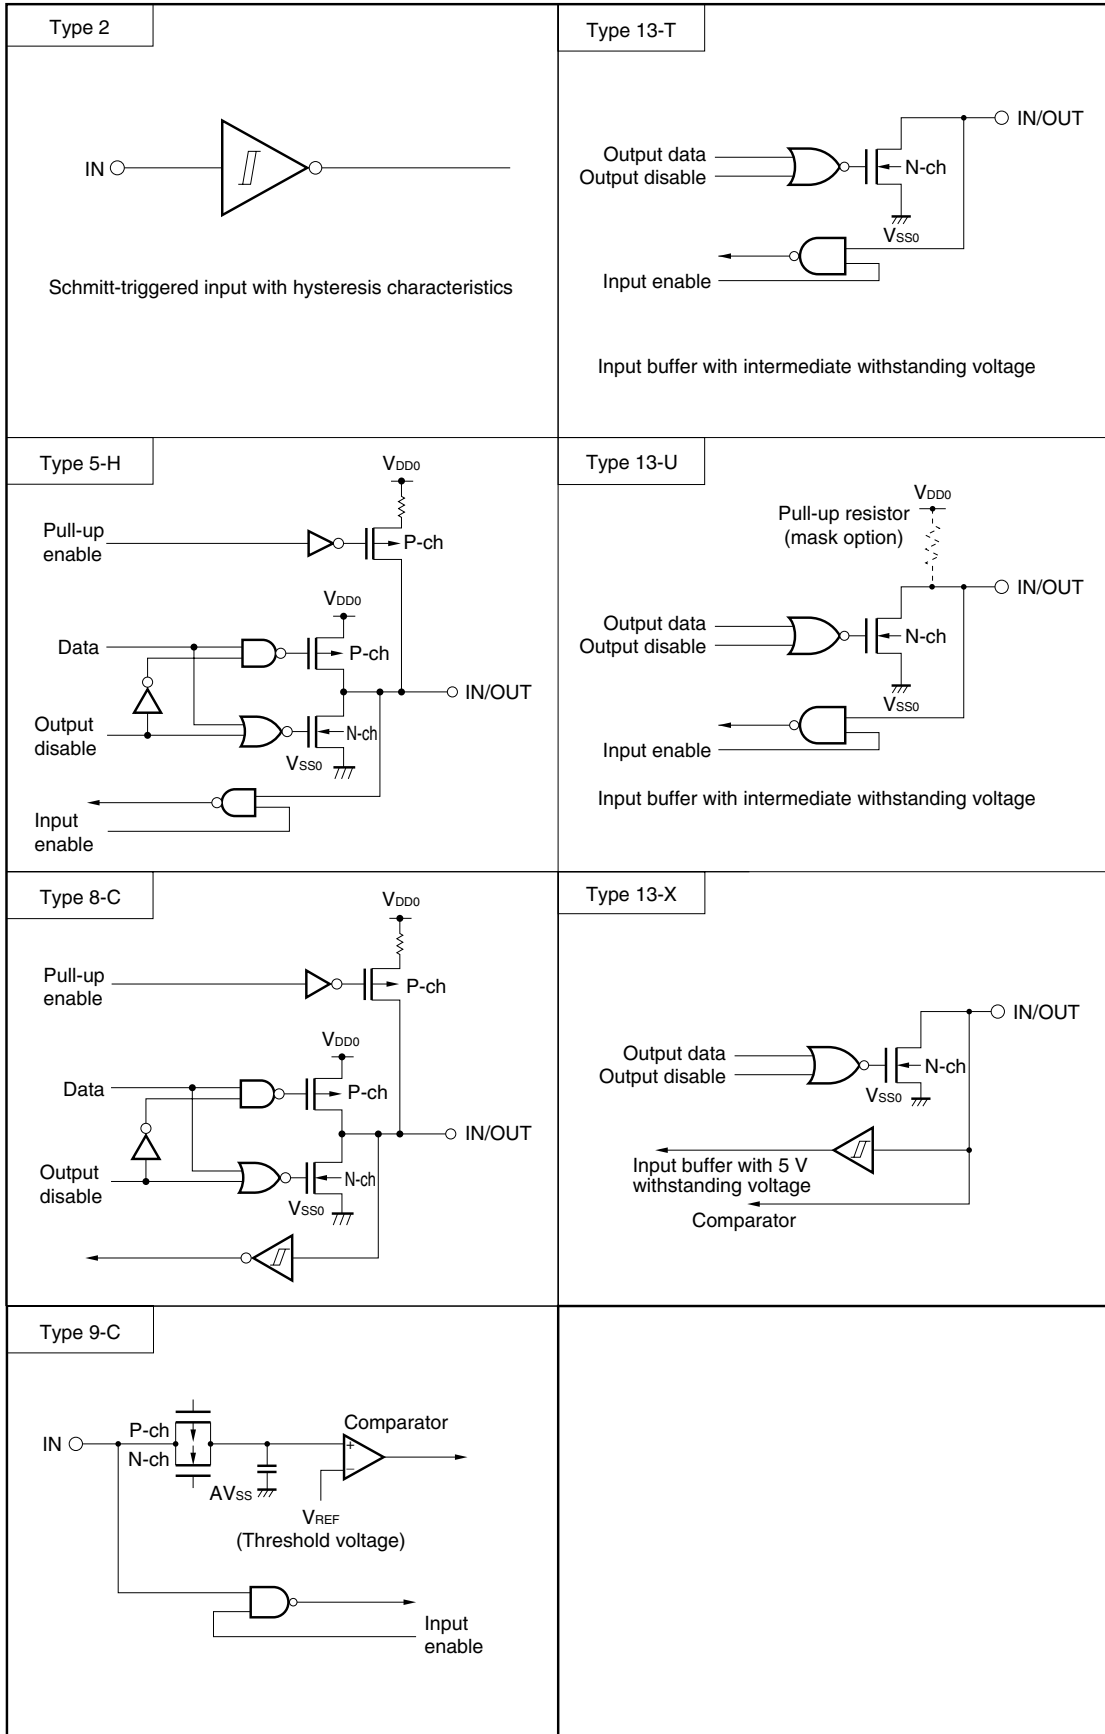 Type 2
IN
Schmitt-triggered input with hysteresis characteristics
Type 13-T
IN/OUT
Output data
Output disable
N-ch
VSS0
Input enable
Input buffer with intermediate withstanding voltage
Type 5-H
VDD0
Pull-up
enable
P-ch
VDD0
Data
P-ch
IN/OUT
Output
disable
N-ch
VSS0
Input
enable
Type 13-U
VDD0
Pull-up resistor
(mask option)
IN/OUT
Output data
Output disable
N-ch
VSS0
Input enable
Input buffer with intermediate withstanding voltage
Type 8-C
VDD0
Pull-up
enable
P-ch
VDD0
Data
P-ch
IN/OUT
Output
disable
N-ch
VSS0
Type 13-X
IN/OUT
Output data
Output disable
N-ch
VSS0
Input buffer with 5 V
withstanding voltage
Comparator
Type 9-C
Comparator
P-ch
IN
N-ch
+
−
AVSS
VREF
(Threshold voltage)
Input
enable